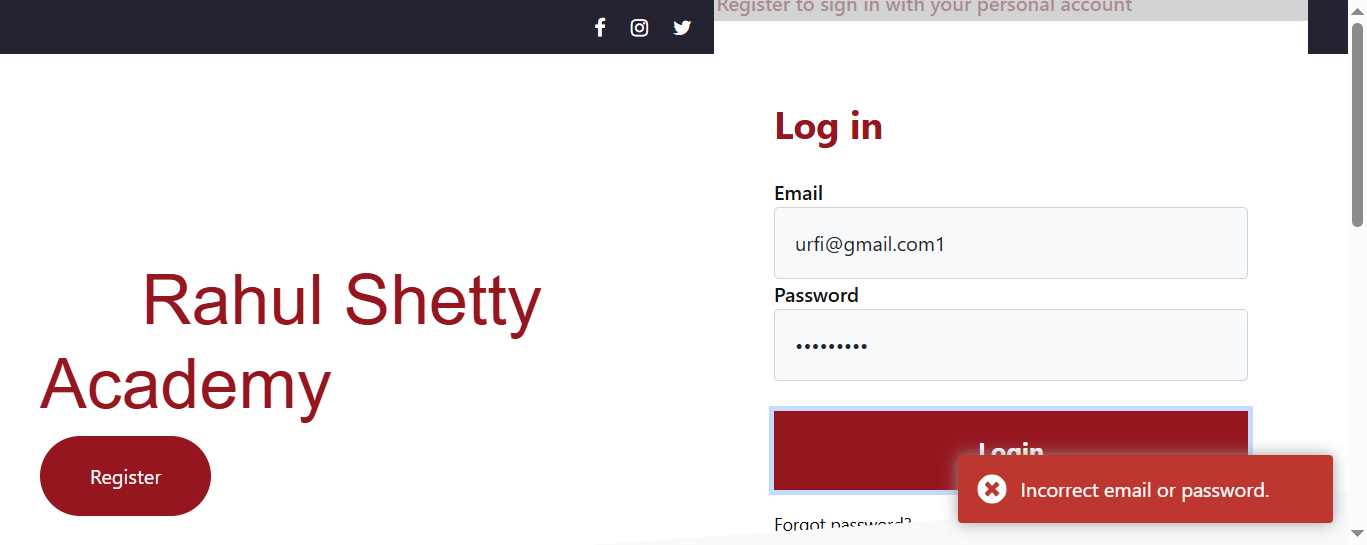 Register to sign in with your personal account
Log in
Email
urfi@gmail.com1
Password
•••••••••
Rahul Shetty
Academy
Register
Login
Incorrect email or password.
Forgot password?